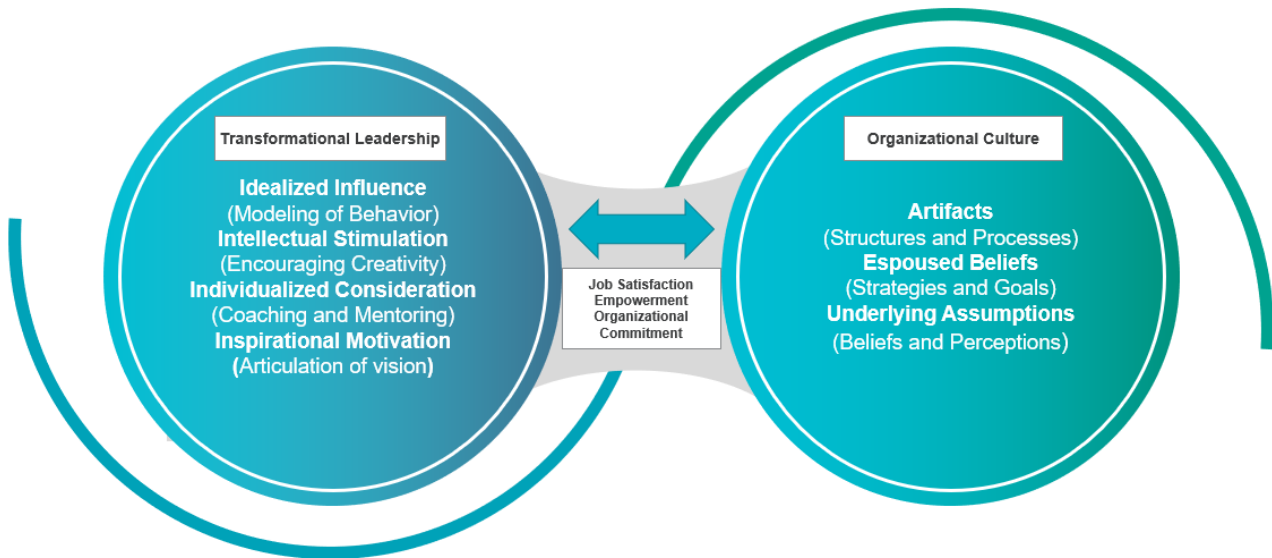 Transformational Leadership
Idealized Influence
(Modeling of Behavior)
Intellectual Stimulation
(Encouraging Creativity)
Individualized Consideration
(Coaching and Mentoring)
Inspirational Motivation
(Articulation of vision)
Job Satisfaction
Empowerment
Organizational
Commitment
Organizational Culture
Artifacts
(Structures and Processes)
Espoused Beliefs
(Strategies and Goals)
Underlying Assumptions
(Beliefs and Perceptions)